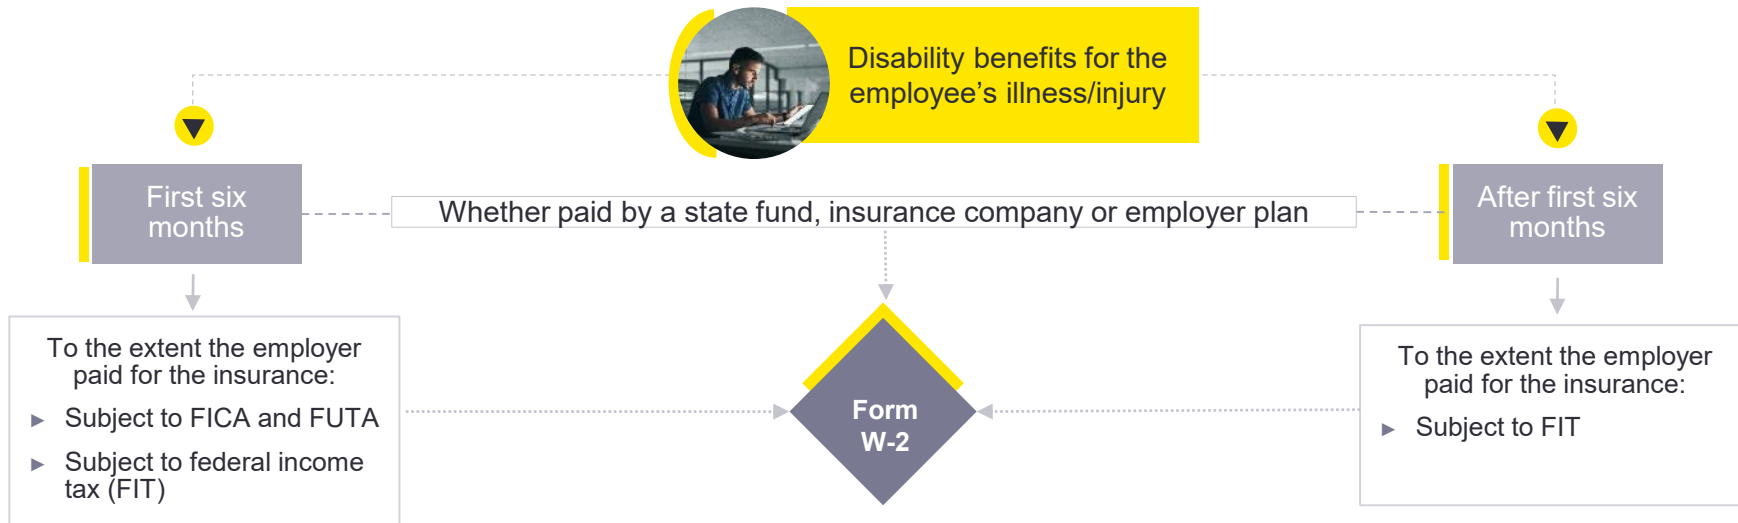 Disability benefits for the
employee’s illness/injury
First six
months
Whether paid by a state fund, insurance company or employer plan
After first six
months
To the extent the employer
paid for the insurance:
► Subject to FICA and FUTA
► Subject to federal income
tax (FIT)
Form
W-2
To the extent the employer
paid for the insurance:
► Subject to FIT